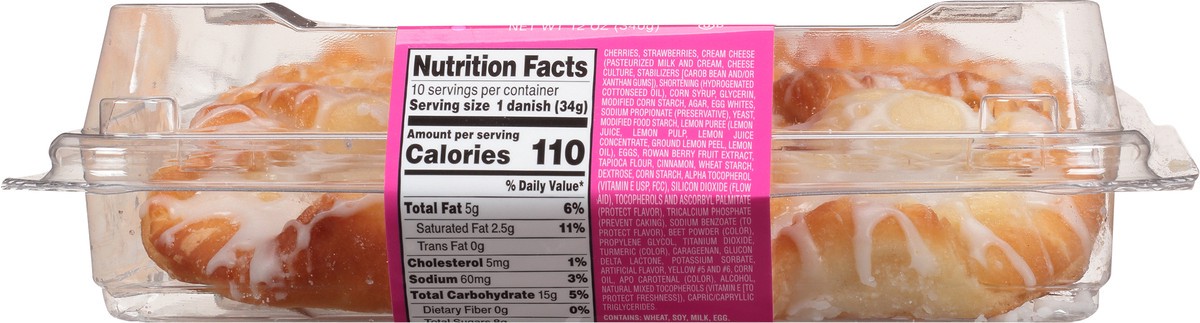 NET WT 12 OZ (340g)
Nutrition Facts
10 servings per container
Serving size 1 danish (34g)
Amount per serving
Calories 110
% Daily Value*
Total Fat 5g 6%
Saturated Fat 2.5g 11%
Trans Fat 0g
Cholesterol 5mg 1%
Sodium 60mg 3%
Total Carbohydrate 15g 5%
Dietary Fiber 0g 0%
Total Sugars 8g
CHERRIES, STRAWBERRIES, CREAM CHEESE
(PASTEURIZED MILK AND CREAM, CHEESE
CULTURE, STABILIZERS [CAROB BEAN AND/OR
XANTHAN GUMS]), SHORTENING (HYDROGENATED
COTTONSEED OIL), CORN SYRUP, GLYCERIN,
MODIFIED CORN STARCH, AGAR, EGG WHITES,
SODIUM PROPIONATE (PRESERVATIVE), YEAST,
MODIFIED FOOD STARCH, LEMON PUREE (LEMON
JUICE, LEMON PULP, LEMON JUICE
CONCENTRATE, GROUND LEMON PEEL, LEMON
OIL). EGGS, ROWAN BERRY FRUIT EXTRACT,
TAPIOCA FLOUR, CINNAMON, WHEAT STARCH,
DEXTROSE, CORN STARCH, ALPHA TOCOPHEROL
(VITAMIN E USP, FCC), SILICON DIOXIDE (FLOW
AID), TOCOPHEROLS AND ASCORBYL PALMITATE
(PROTECT FLAVOR), TRICALCIUM PHOSPHATE
(PREVENT CAKING), SODIUM BENZOATE (TO
PROTECT FLAVOR), BEET POWDER (COLOR),
PROPYLENE GLYCOL, TITANIUM DIOXIDE,
TURMERIC (COLOR), CARAGEENAN, GLUCON
DELTA LACTONE, POTASSIUM SORBATE,
ARTIFICIAL FLAVOR, YELLOW #5 AND #6, CORN
OIL, APO CAROTENAL (COLOR), ALCOHOL,
NATURAL MIXED TOCOPHEROLS (VITAMIN E [TO
PROTECT FRESHNESS]), CAPRIC/CAPRYLLIC
TRIGLYCERIDES.
CONTAINS: WHEAT, SOY, MILK, EGG.